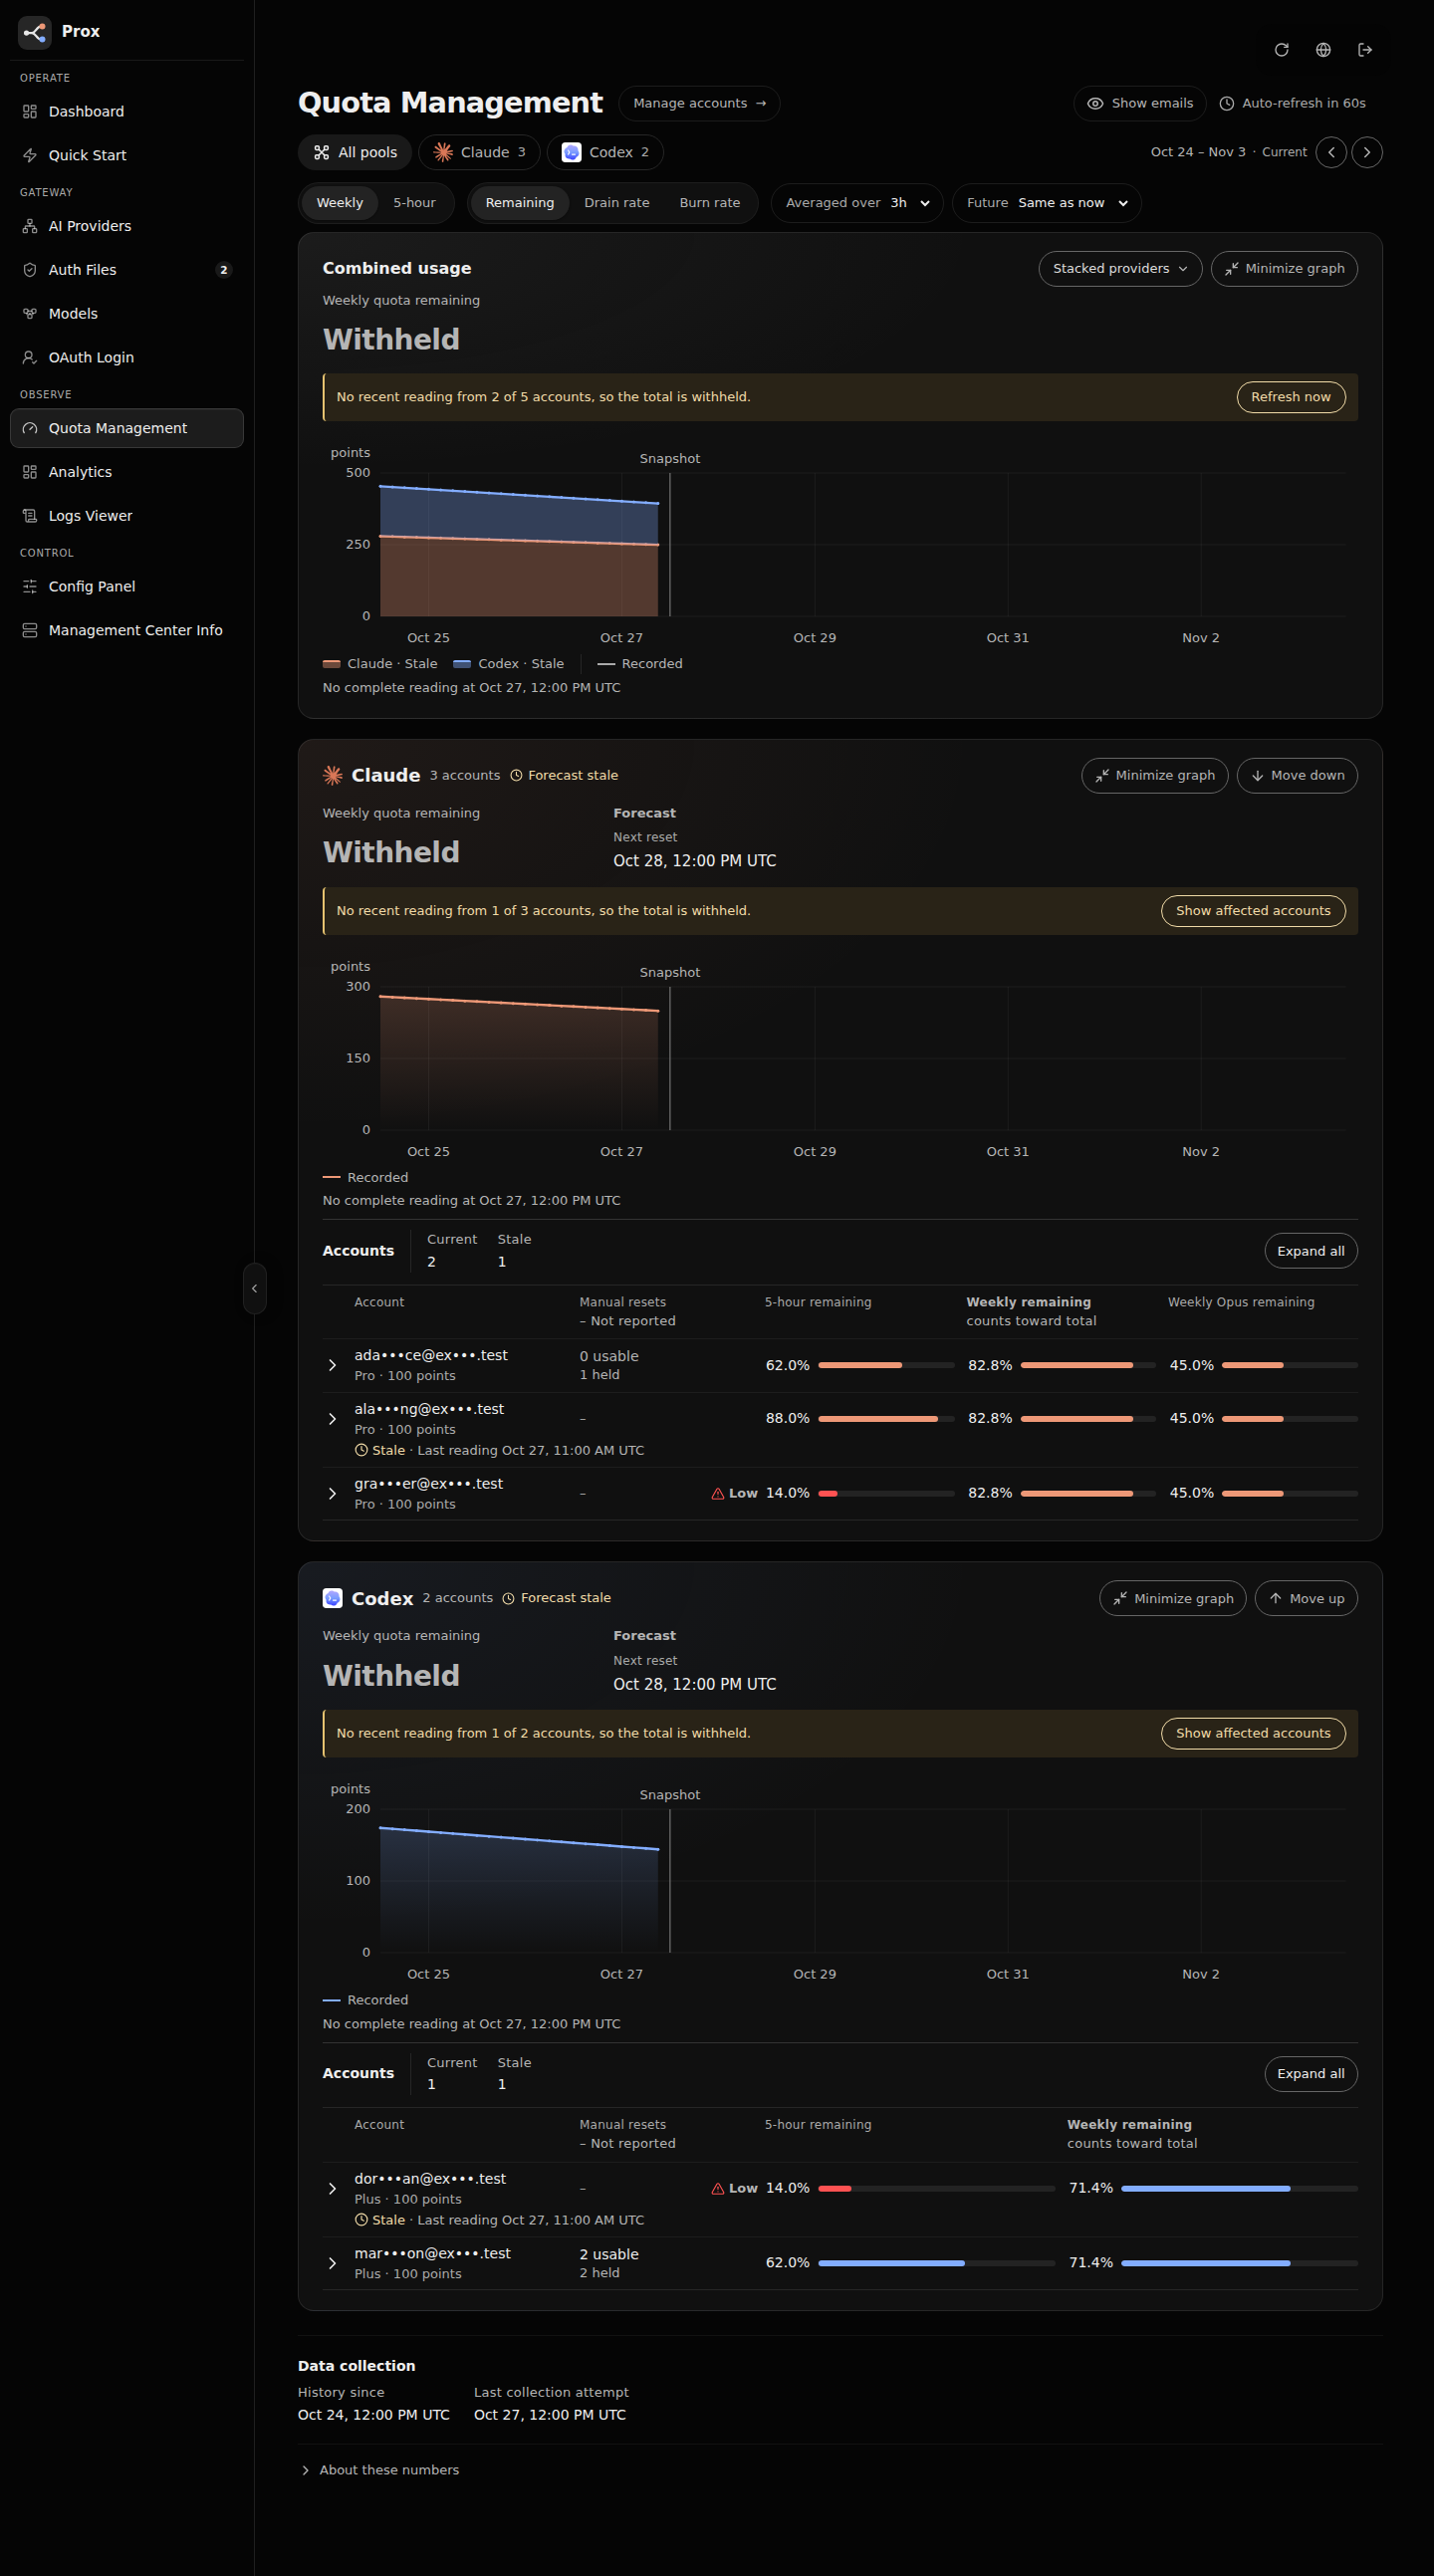 Prox
OPERATE
Dashboard
Quick Start
GATEWAY
AI Providers
Auth Files 2
Models
OAuth Login
OBSERVE
Quota Management
Analytics
Logs Viewer
CONTROL
Config Panel
Management Center Info
Quota Management Manage accounts → Show emails Auto-refresh in 60s
All pools Claude 3 Codex 2 Oct 24 – Nov 3 · Current
Weekly 5-hour Remaining Drain rate Burn rate Averaged over 3h Future Same as now
Combined usage Stacked providers Minimize graph
Weekly quota remaining
Withheld
No recent reading from 2 of 5 accounts, so the total is withheld. Refresh now
points
Snapshot
500
250
0
Oct 25 Oct 27 Oct 29 Oct 31 Nov 2
Claude · Stale Codex · Stale Recorded
No complete reading at Oct 27, 12:00 PM UTC
Claude 3 accounts Forecast stale Minimize graph Move down
Weekly quota remaining Forecast
Withheld Next reset
Oct 28, 12:00 PM UTC
No recent reading from 1 of 3 accounts, so the total is withheld. Show affected accounts
points
Snapshot
300
150
0
Oct 25 Oct 27 Oct 29 Oct 31 Nov 2
Recorded
No complete reading at Oct 27, 12:00 PM UTC
Accounts Current 2 Stale 1 Expand all
Account Manual resets 5-hour remaining Weekly remaining Weekly Opus remaining
– Not reported counts toward total
ada•••ce@ex•••.test 0 usable 62.0% 82.8% 45.0%
Pro · 100 points 1 held
ala•••ng@ex•••.test – 88.0% 82.8% 45.0%
Pro · 100 points
Stale · Last reading Oct 27, 11:00 AM UTC
gra•••er@ex•••.test – Low 14.0% 82.8% 45.0%
Pro · 100 points
Codex 2 accounts Forecast stale Minimize graph Move up
Weekly quota remaining Forecast
Withheld Next reset
Oct 28, 12:00 PM UTC
No recent reading from 1 of 2 accounts, so the total is withheld. Show affected accounts
points
Snapshot
200
100
0
Oct 25 Oct 27 Oct 29 Oct 31 Nov 2
Recorded
No complete reading at Oct 27, 12:00 PM UTC
Accounts Current 1 Stale 1 Expand all
Account Manual resets 5-hour remaining Weekly remaining
– Not reported counts toward total
dor•••an@ex•••.test – Low 14.0% 71.4%
Plus · 100 points
Stale · Last reading Oct 27, 11:00 AM UTC
mar•••on@ex•••.test 2 usable 62.0% 71.4%
Plus · 100 points 2 held
Data collection
History since Last collection attempt
Oct 24, 12:00 PM UTC Oct 27, 12:00 PM UTC
About these numbers